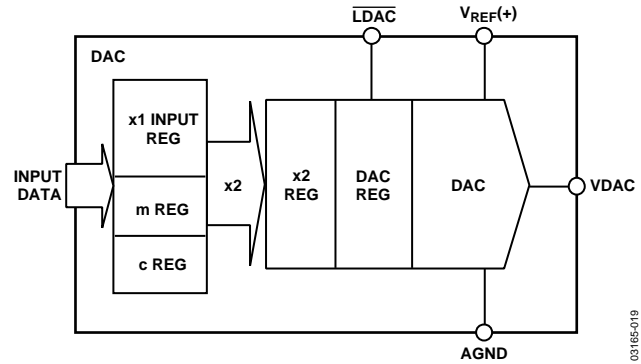 LDAC
VREF(+)
DAC
x1 INPUT
REG
INPUT
DATA
m REG
c REG
x2
x2
REG
DAC
REG
DAC
VDAC
AGND
03165-019